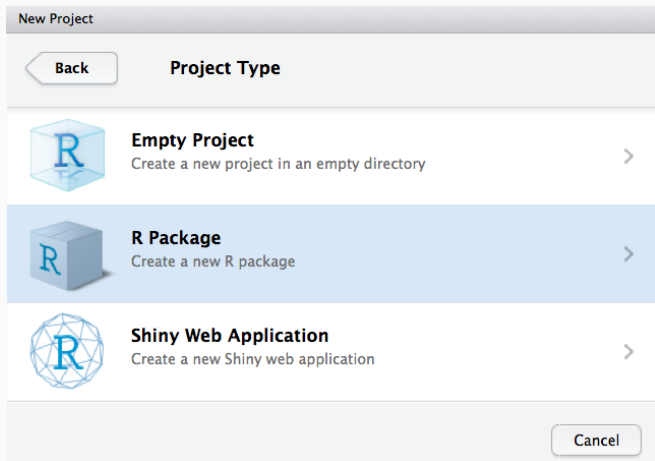 New Project
Back
Project Type
R
Empty Project
Create a new project in an empty directory
R
R Package
Create a new R package
R
Shiny Web Application
Create a new Shiny web application
Cancel